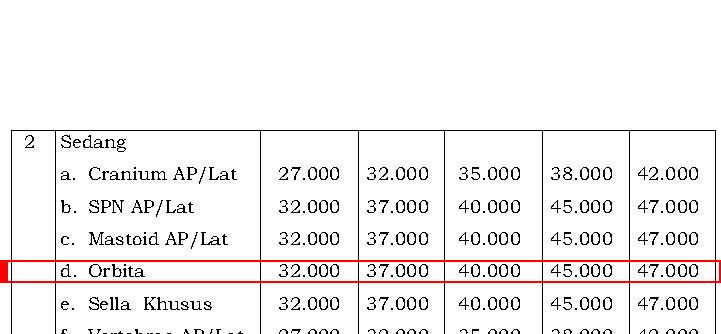 2 Sedang
a. Cranium AP/Lat 27.000 32.000 35.000 38.000 42.000
b. SPN AP/Lat 32.000 37.000 40.000 45.000 47.000
c. Mastoid AP/Lat 32.000 37.000 40.000 45.000 47.000
d. Orbita 32.000 37.000 40.000 45.000 47.000
e. Sella Khusus 32.000 37.000 40.000 45.000 47.000